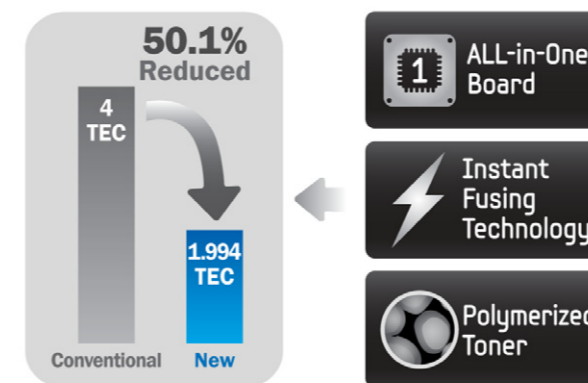 50.1%
Reduced
4
TEC
1.994
TEC
Conventional
New
1
ALL-in-One
Board
Instant
Fusing
Technology
Polymerized
Toner